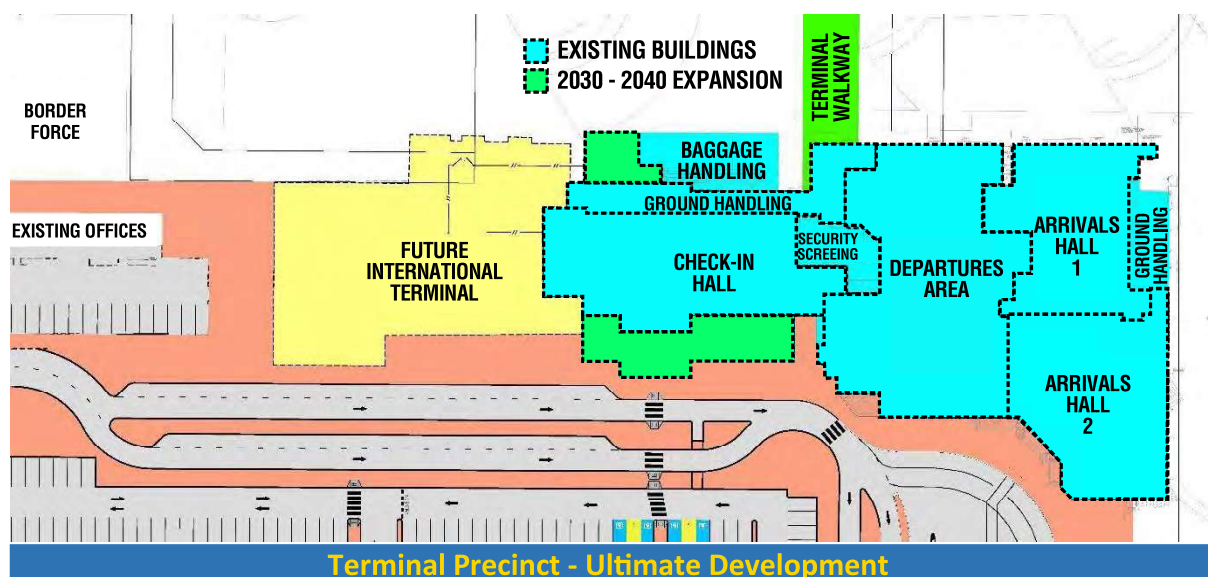 EXISTING BUILDINGS
2030 - 2040 EXPANSION
TERMINAL
WALKWAY
BORDER
FORCE
BAGGAGE
HANDLING
GROUND HANDLING
EXISTING OFFICES
FUTURE
INTERNATIONAL
TERMINAL
CHECK-IN
HALL
SECURITY
SCREEING
DEPARTURES
AREA
ARRIVALS
HALL
1
GROUND
HANDLING
ARRIVALS
HALL
2
Terminal Precinct - Ultimate Development